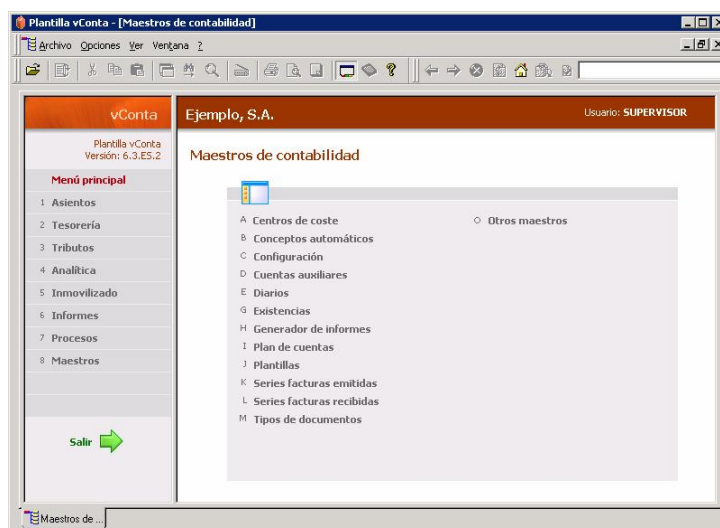 Plantilla vConta - [Maestros de contabilidad]
Archivo Opciones Ver Ventana ?
vConta
Ejemplo, S.A.
Usuario: SUPERVISOR
Plantilla vConta
Versión: 6.3.ES.2
Maestros de contabilidad
Menú principal
1 Asientos
2 Tesorería
3 Tributos
4 Analítica
5 Inmovilizado
6 Informes
7 Procesos
8 Maestros
Salir
A Centros de coste
B Conceptos automáticos
C Configuración
D Cuentas auxiliares
E Diarios
G Existencias
H Generador de informes
I Plan de cuentas
J Plantillas
K Series facturas emitidas
L Series facturas recibidas
M Tipos de documentos
O Otros maestros
Maestros de ...